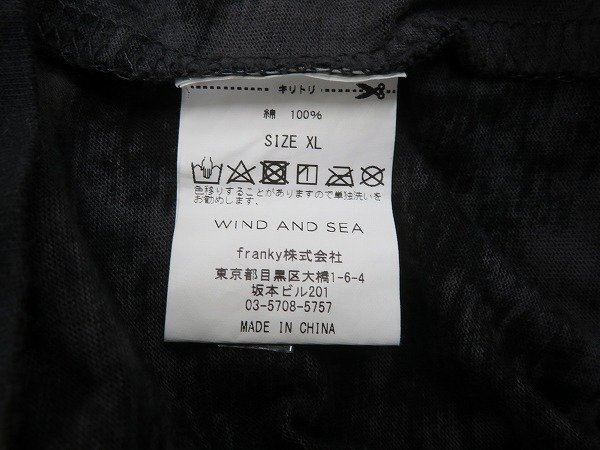 キリトリ
綿 100%
SIZE XL
色移りすることがありますので単独洗いを
お勧めします。
WIND AND SEA
franky株式会社
東京都目黒区大橋1-6-4
坂本ビル201
03-5708-5757
MADE IN CHINA